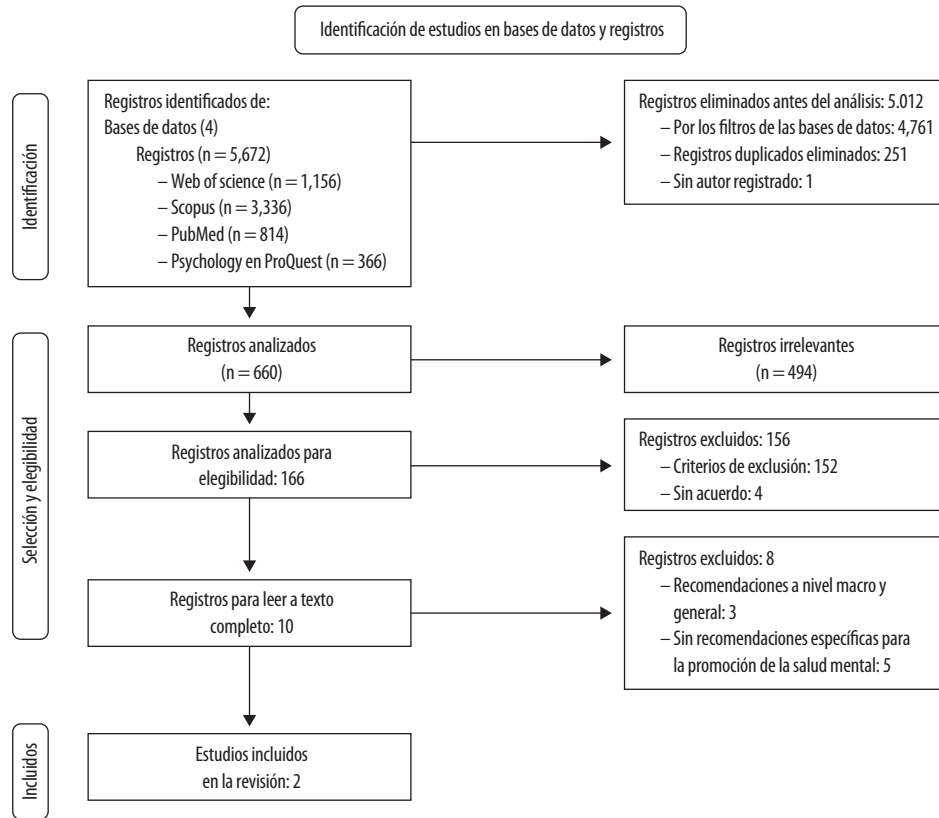 Identificación de estudios en bases de datos y registros
Identificación
Registros identificados de:
Bases de datos (4)
Registros (n = 5,672)
– Web of science (n = 1,156)
– Scopus (n = 3,336)
– PubMed (n = 814)
– Psychology en ProQuest (n = 366)
Registros eliminados antes del análisis: 5.012
– Por los filtros de las bases de datos: 4,761
– Registros duplicados eliminados: 251
– Sin autor registrado: 1
Selección y elegibilidad
Registros analizados
(n = 660)
Registros irrelevantes
(n = 494)
Registros analizados para
elegibilidad: 166
Registros excluidos: 156
– Criterios de exclusión: 152
– Sin acuerdo: 4
Registros para leer a texto
completo: 10
Registros excluidos: 8
– Recomendaciones a nivel macro y
general: 3
– Sin recomendaciones específicas para
la promoción de la salud mental: 5
Incluidos
Estudios incluidos
en la revisión: 2